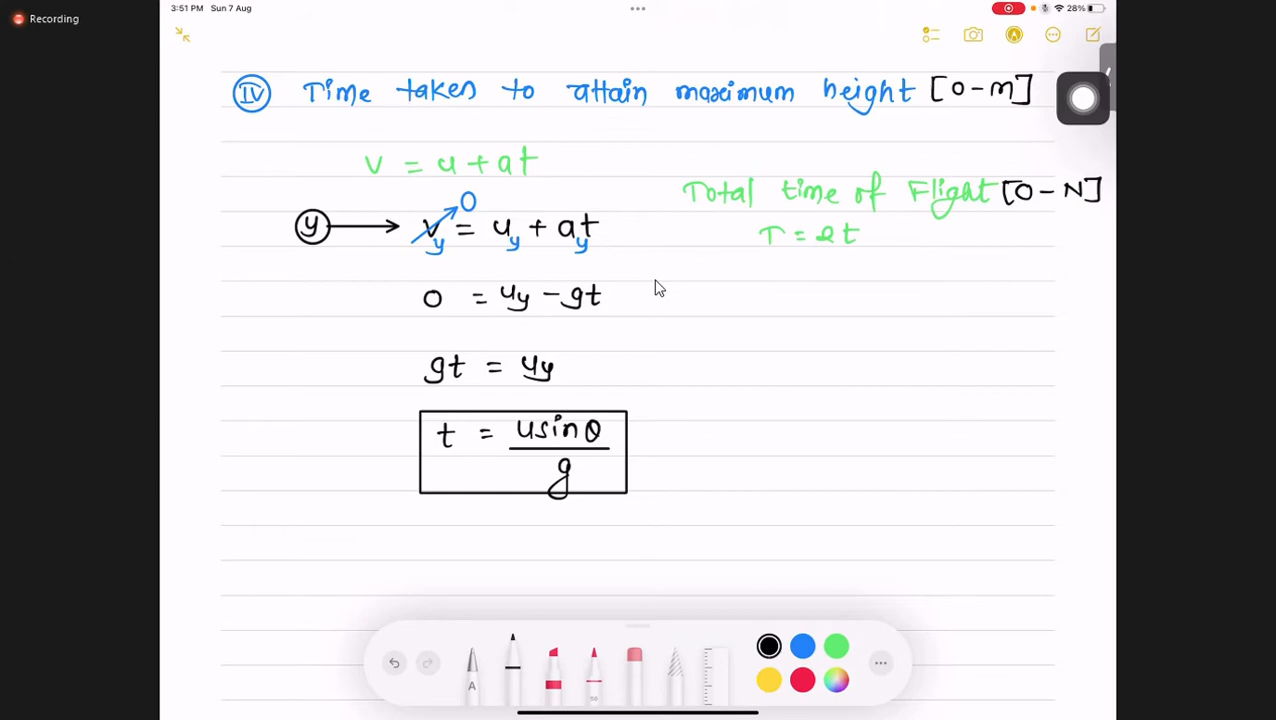 Recording
3:51 PM Sun 7 Aug
28%
IV Time taken to attain maximum height [O-M]
v = u + at
Total time of Flight [O-N]
T = 2t
y → vy = uy + ayt
0
0 = uy - gt
gt = uy
t = usinθ
g
A